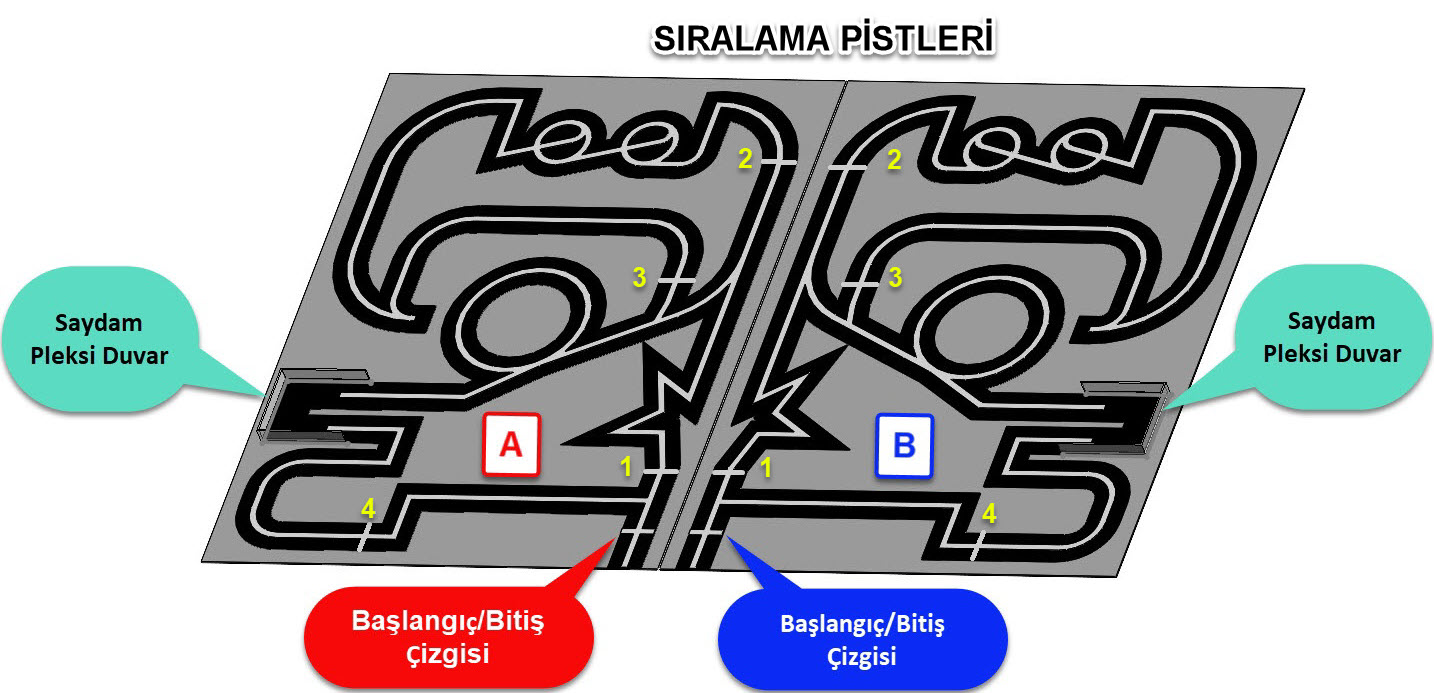 SIRALAMA PİSTLERİ
2
2
3
3
Saydam
Pleksi Duvar
Saydam
Pleksi Duvar
A
B
1
1
4
4
Başlangıç/Bitiş
Çizgisi
Başlangıç/Bitiş
Çizgisi